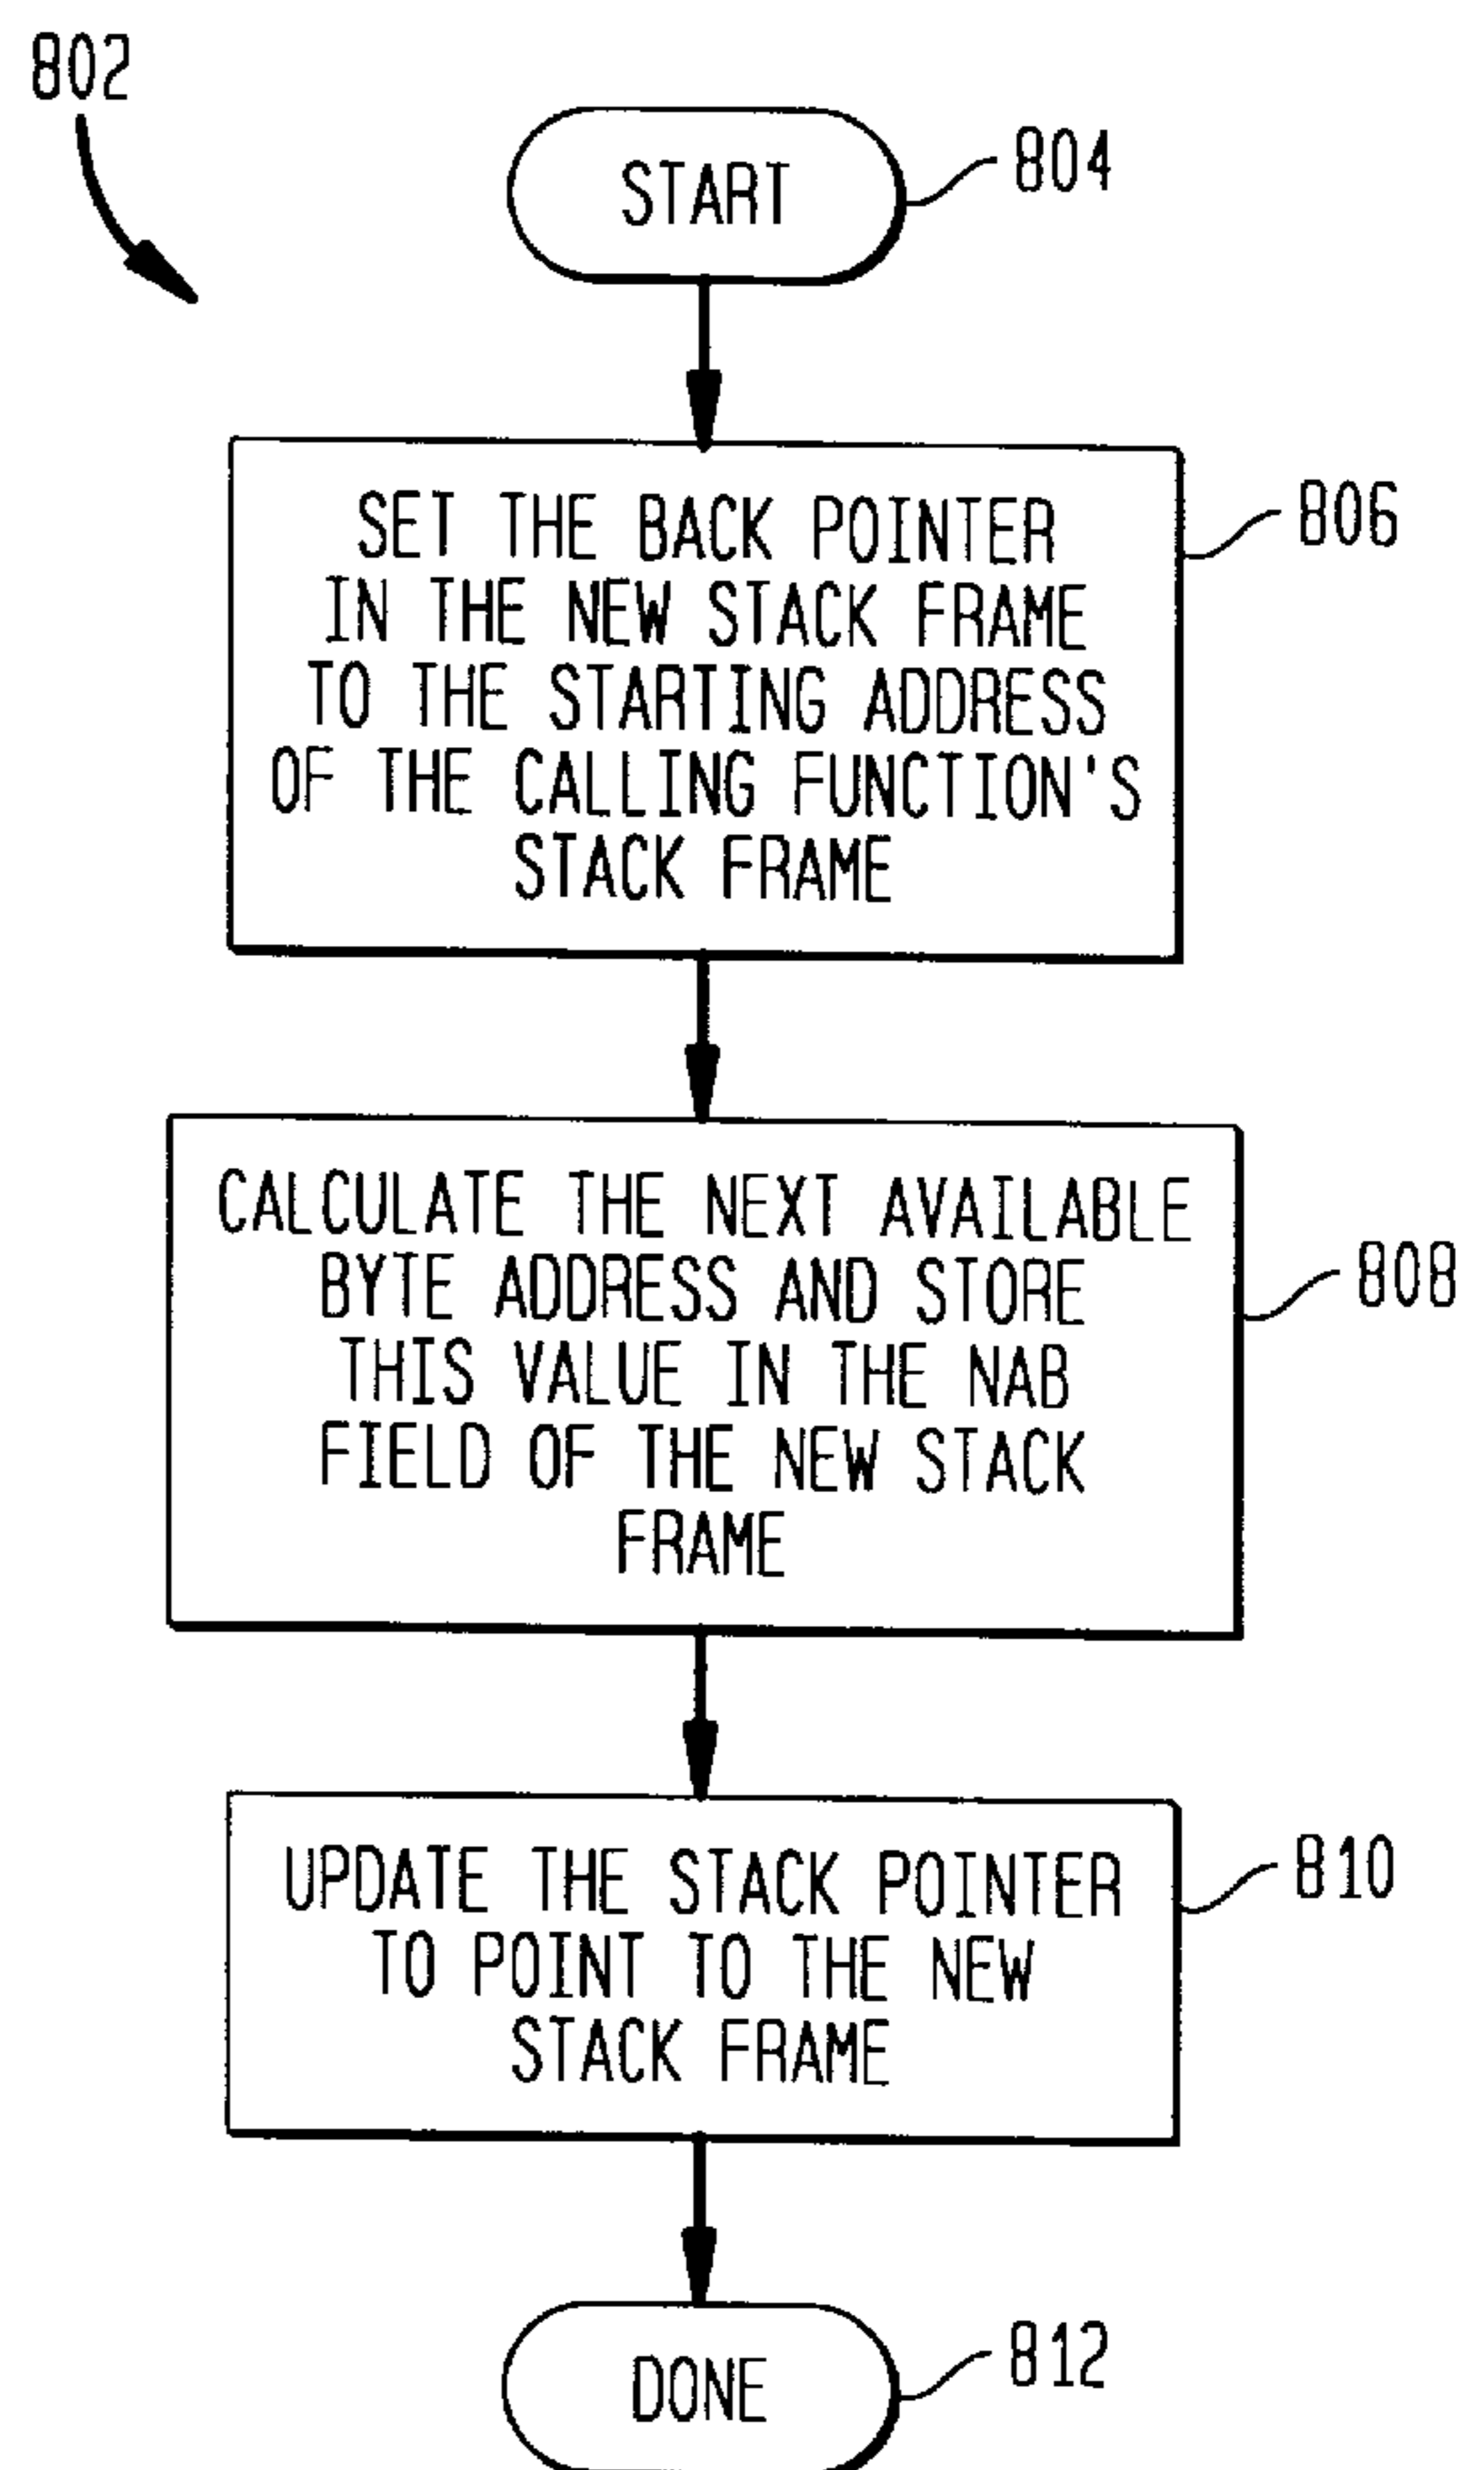 802
START
804
SET THE BACK POINTER
IN THE NEW STACK FRAME
TO THE STARTING ADDRESS
OF THE CALLING FUNCTION'S
STACK FRAME
806
CALCULATE THE NEXT AVAILABLE
BYTE ADDRESS AND STORE
THIS VALUE IN THE NAB
FIELD OF THE NEW STACK
FRAME
808
UPDATE THE STACK POINTER
TO POINT TO THE NEW
STACK FRAME
810
DONE
812